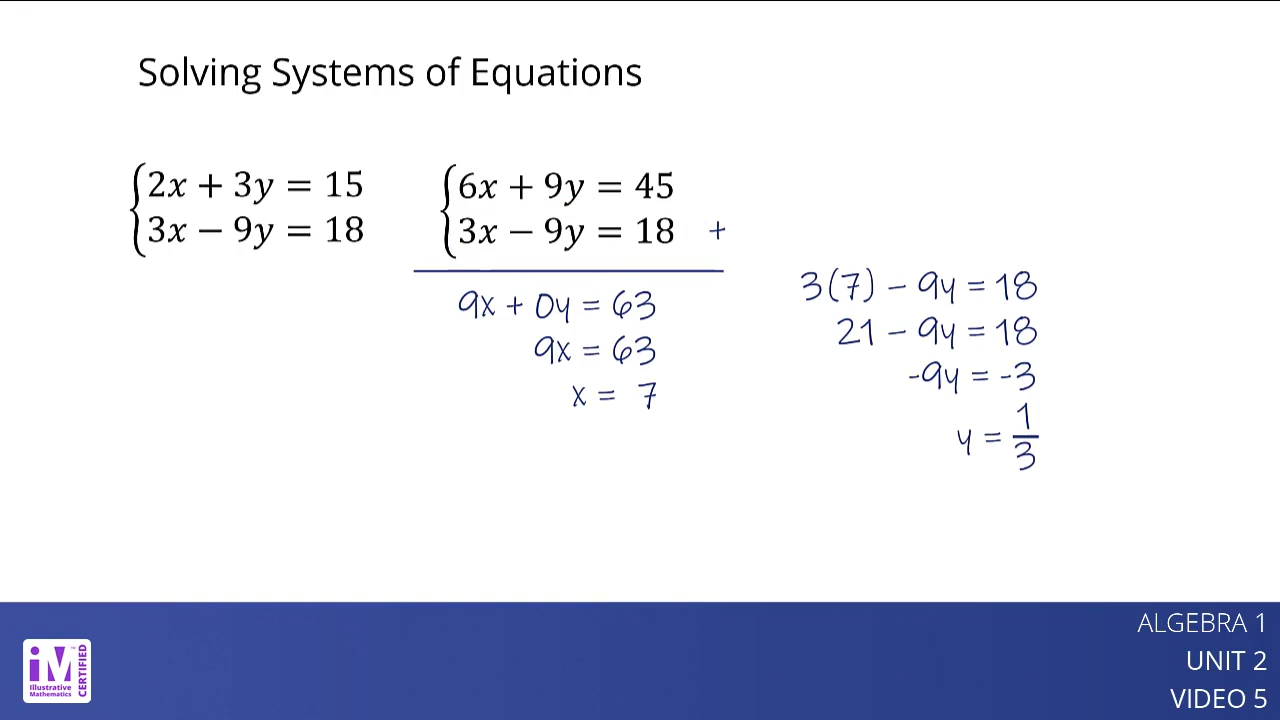 Solving Systems of Equations
2x + 3y = 15
3x − 9y = 18
6x + 9y = 45
3x − 9y = 18 +
9x + 0y = 63
9x = 63
x = 7
3(7) − 9y = 18
21 − 9y = 18
-9y = -3
y = 1/3
ALGEBRA 1
UNIT 2
VIDEO 5
iM™
Illustrative
Mathematics
CERTIFIED